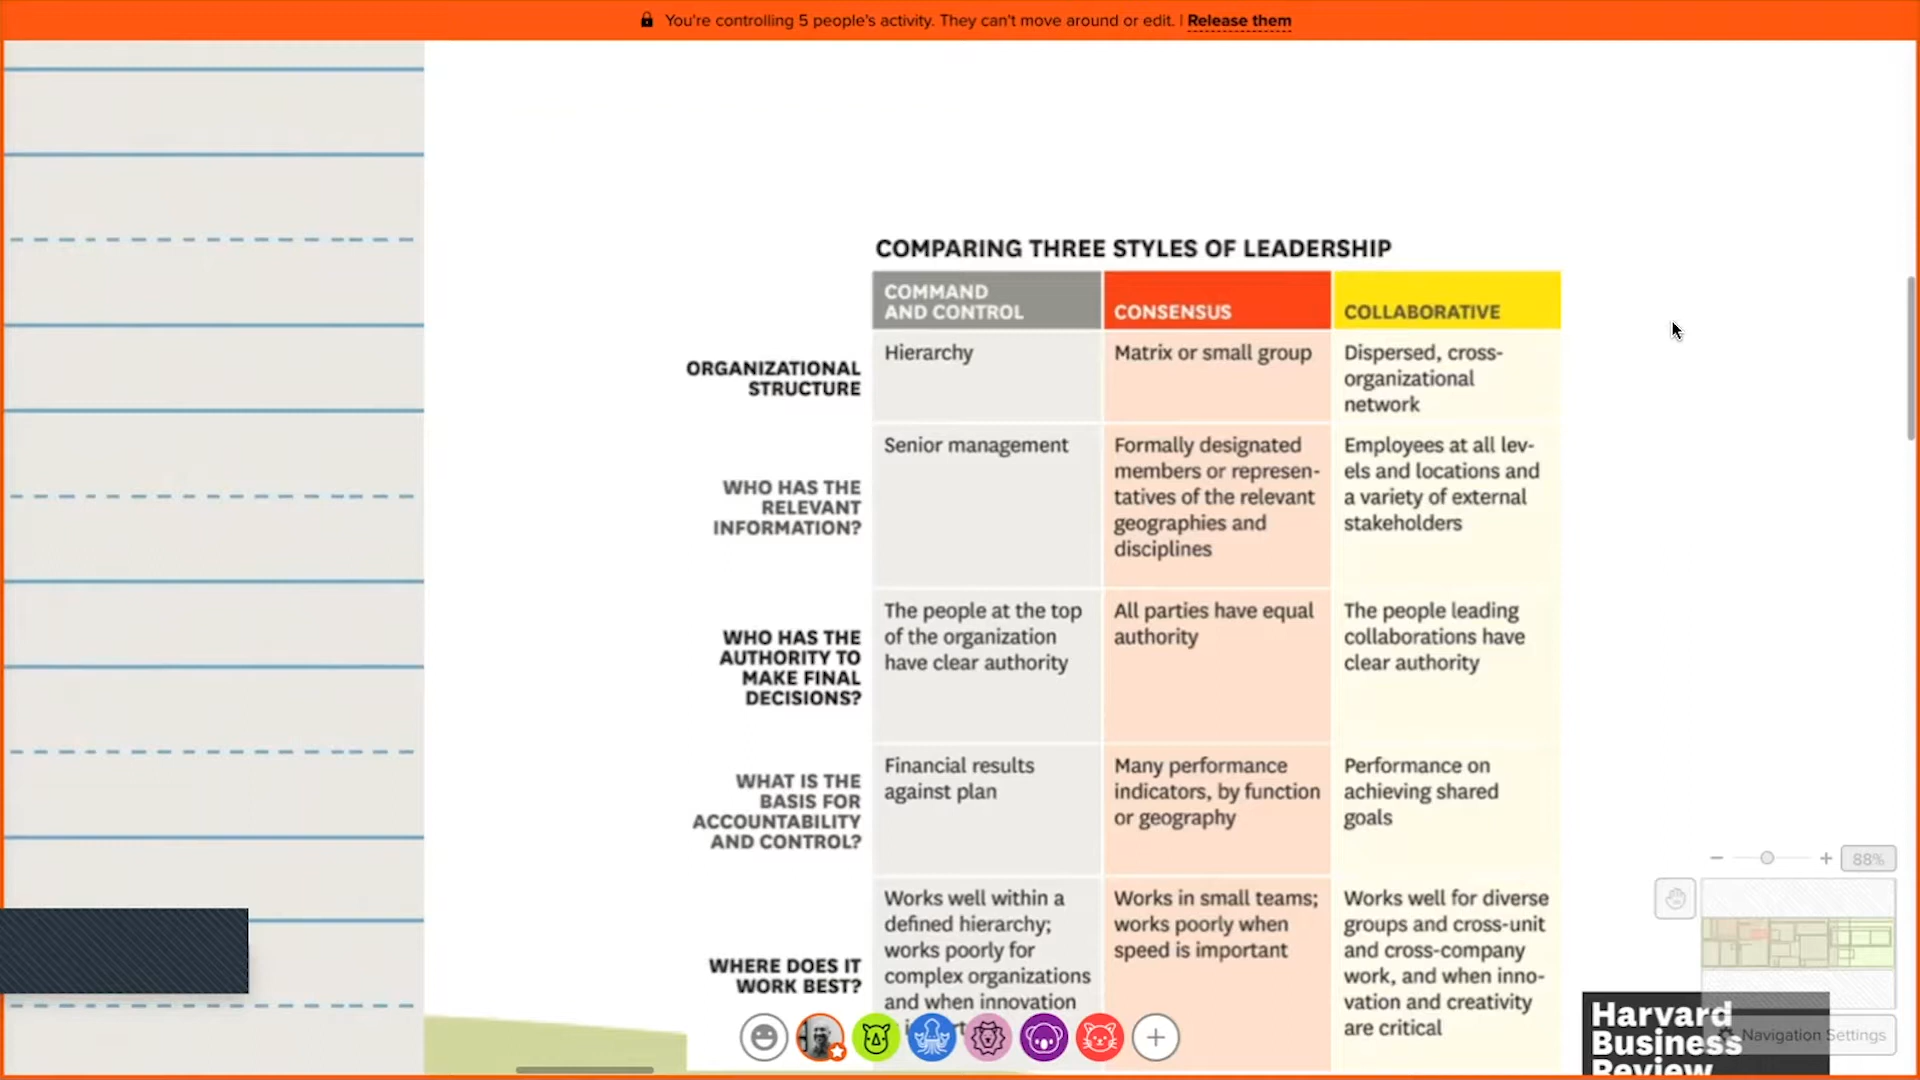 You're controlling 5 people's activity. They can't move around or edit. | Release them
COMPARING THREE STYLES OF LEADERSHIP
COMMAND
AND CONTROL
CONSENSUS
COLLABORATIVE
ORGANIZATIONAL
STRUCTURE
Hierarchy
Matrix or small group
Dispersed, cross-
organizational
network
WHO HAS THE
RELEVANT
INFORMATION?
Senior management
Formally designated
members or represen-
tatives of the relevant
geographies and
disciplines
Employees at all lev-
els and locations and
a variety of external
stakeholders
WHO HAS THE
AUTHORITY TO
MAKE FINAL
DECISIONS?
The people at the top
of the organization
have clear authority
All parties have equal
authority
The people leading
collaborations have
clear authority
WHAT IS THE
BASIS FOR
ACCOUNTABILITY
AND CONTROL?
Financial results
against plan
Many performance
indicators, by function
or geography
Performance on
achieving shared
goals
WHERE DOES IT
WORK BEST?
Works well within a
defined hierarchy;
works poorly for
complex organizations
and when innovation
Works in small teams;
works poorly when
speed is important
Works well for diverse
groups and cross-unit
and cross-company
work, and when inno-
vation and creativity
are critical
88%
Harvard
Business
Review
Navigation Settings